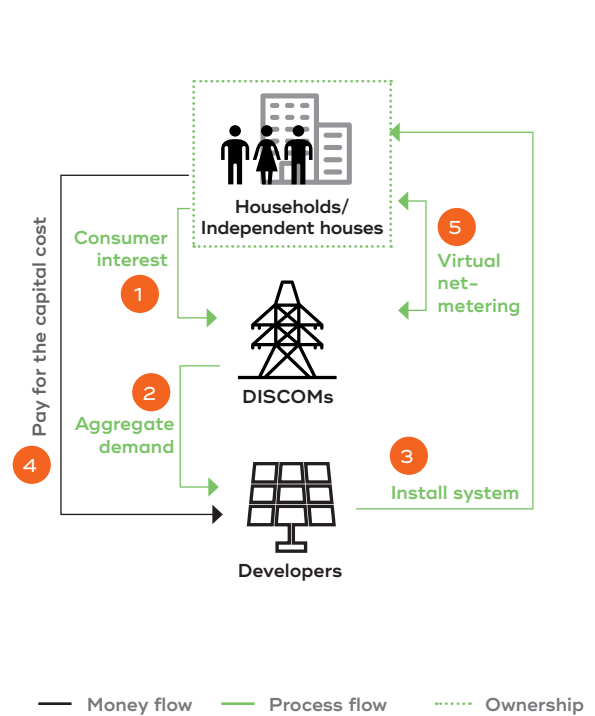 Households/
Independent houses
Consumer
interest
1
5
Virtual
net-
metering
Pay for the capital cost
4
DISCOMs
2
Aggregate
demand
3
Install system
Developers
Money flow
Process flow
Ownership